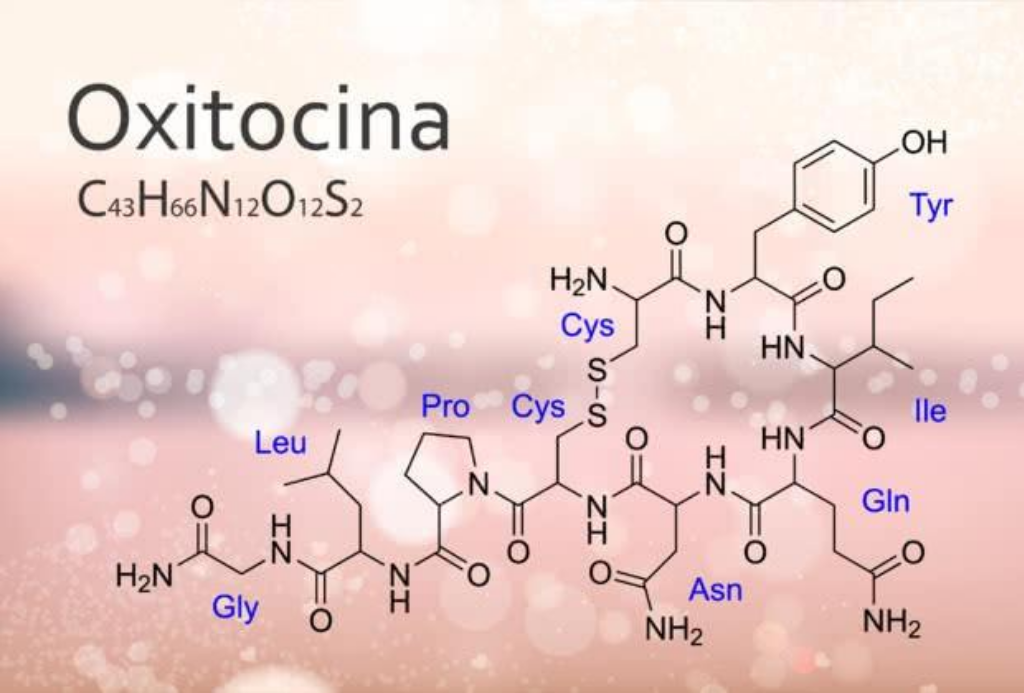 Oxitocina
C43H66N12O12S2
OH
Tyr
O
H2N
N
H
O
Cys
HN
S
Pro
Cys
S
Ile
Leu
O
HN
O
H
N
O
H
N
N
H
O
Gln
O
O
H2N
N
H
O
O
O
Asn
Gly
O
NH2
NH2